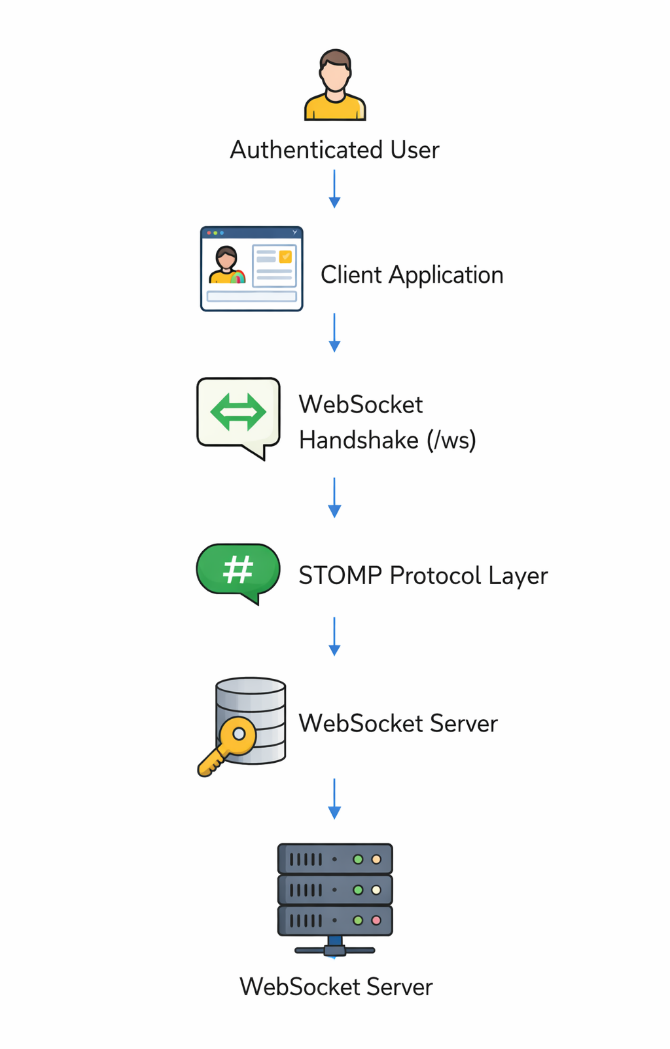 Authenticated User
Client Application
WebSocket
Handshake (/ws)
#
STOMP Protocol Layer
WebSocket Server
WebSocket Server